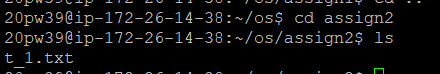 20pw39@ip-172-26-14-38:~/os$ cd assign2
20pw39@ip-172-26-14-38:~/os/assign2$ ls
t_1.txt